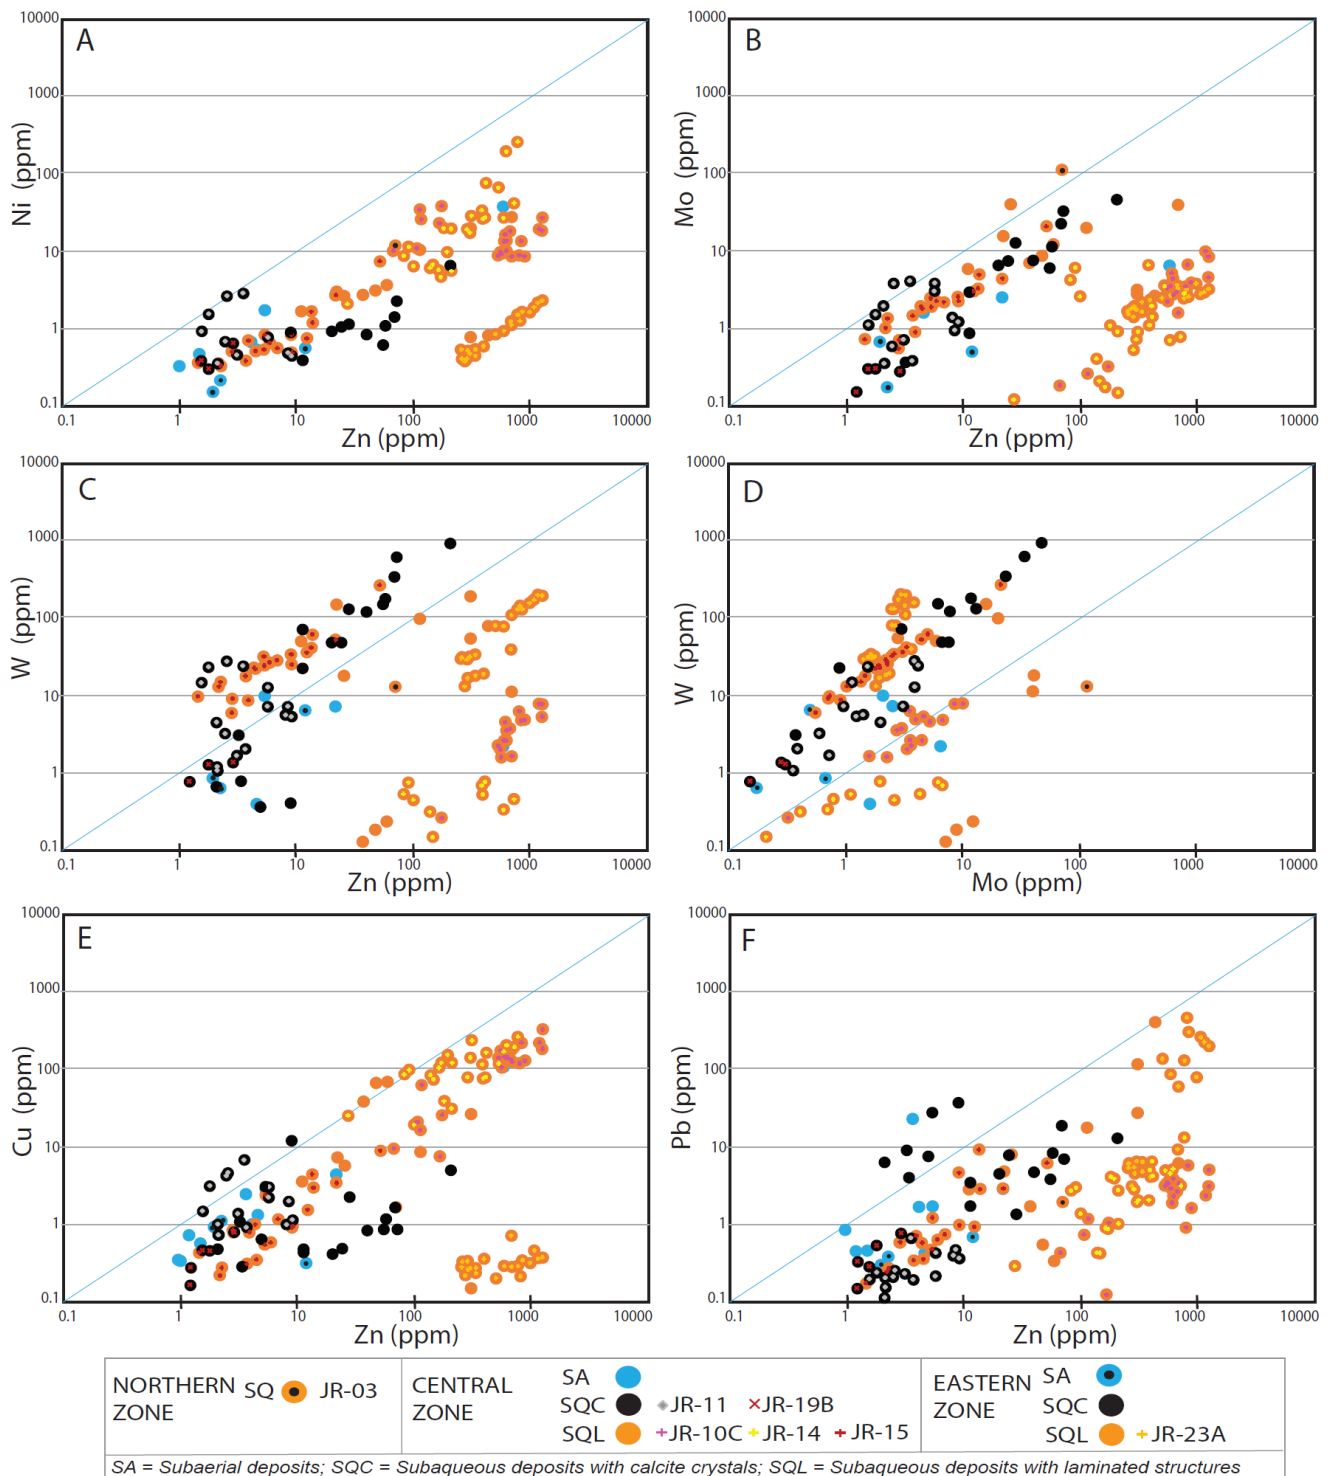 A
10000
1000
100
10
1
0.1
Ni (ppm)
0.1 1 10 100 1000 10000
Zn (ppm)
B
10000
1000
100
10
1
0.1
Mo (ppm)
0.1 1 10 100 1000 10000
Zn (ppm)
C
10000
1000
100
10
1
0.1
W (ppm)
0.1 1 10 100 1000 10000
Zn (ppm)
D
10000
1000
100
10
1
0.1
W (ppm)
0.1 1 10 100 1000 10000
Mo (ppm)
E
10000
1000
100
10
1
0.1
Cu (ppm)
0.1 1 10 100 1000 10000
Zn (ppm)
F
10000
1000
100
10
1
0.1
Pb (ppm)
0.1 1 10 100 1000 10000
Zn (ppm)
NORTHERN ZONE
SQ JR-03
CENTRAL ZONE
SA
SQC JR-11 JR-19B
SQL JR-10C JR-14 JR-15
EASTERN ZONE
SA
SQC
SQL JR-23A
SA = Subaerial deposits; SQC = Subaqueous deposits with calcite crystals; SQL = Subaqueous deposits with laminated structures